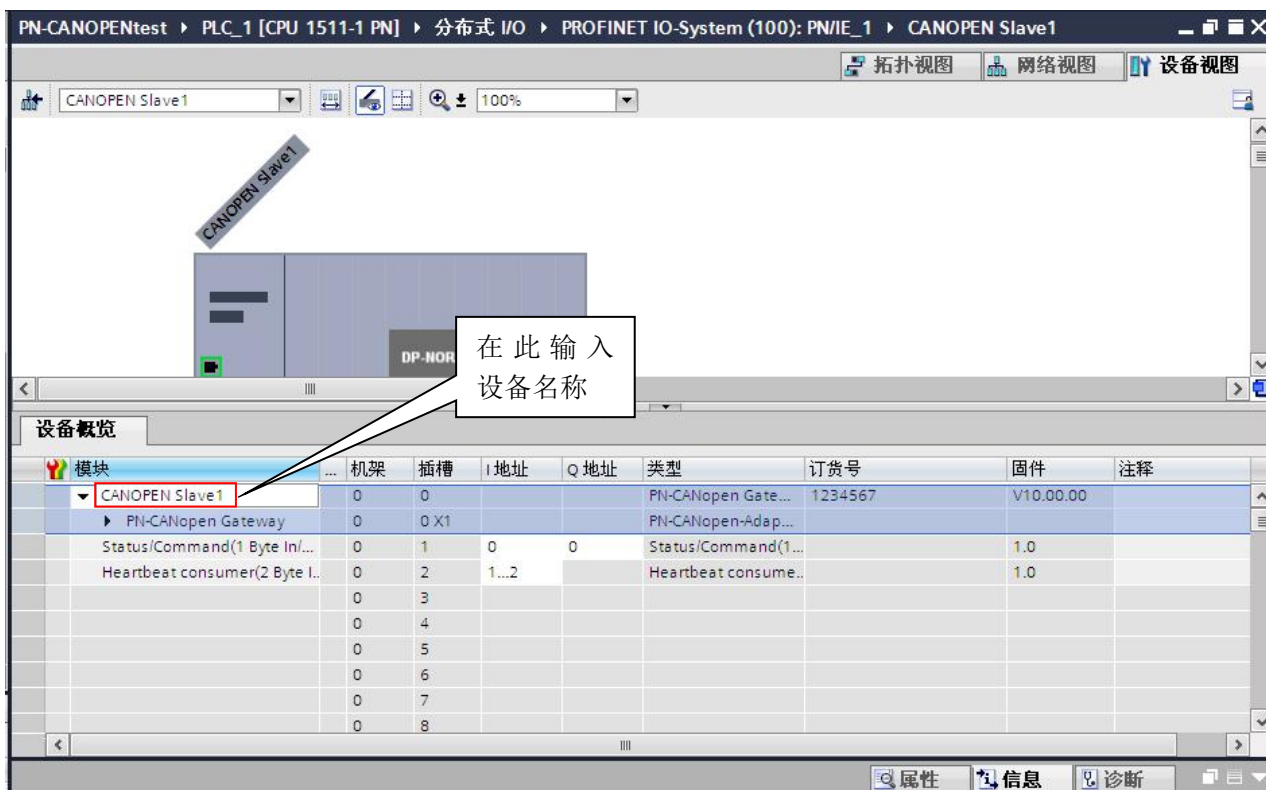 PN-CANOPENtest ▸ PLC_1 [CPU 1511-1 PN] ▸ 分布式 I/O ▸ PROFINET IO-System (100): PN/IE_1 ▸ CANOPEN Slave1
拓扑视图 网络视图 设备视图
CANOPEN Slave1 100%
CANOPEN Slave1
DP-NOR
在此输入
设备名称
设备概览
模块 ... 机架 插槽 I 地址 Q 地址 类型 订货号 固件 注释
CANOPEN Slave1 0 0 PN-CANopen Gate... 1234567 V10.00.00
PN-CANopen Gateway 0 0 X1 PN-CANopen-Adap...
Status/Command(1 Byte In/... 0 1 0 0 Status/Command(1... 1.0
Heartbeat consumer(2 Byte I.. 0 2 1...2 Heartbeat consume.. 1.0
0 3
0 4
0 5
0 6
0 7
0 8
属性 信息 诊断